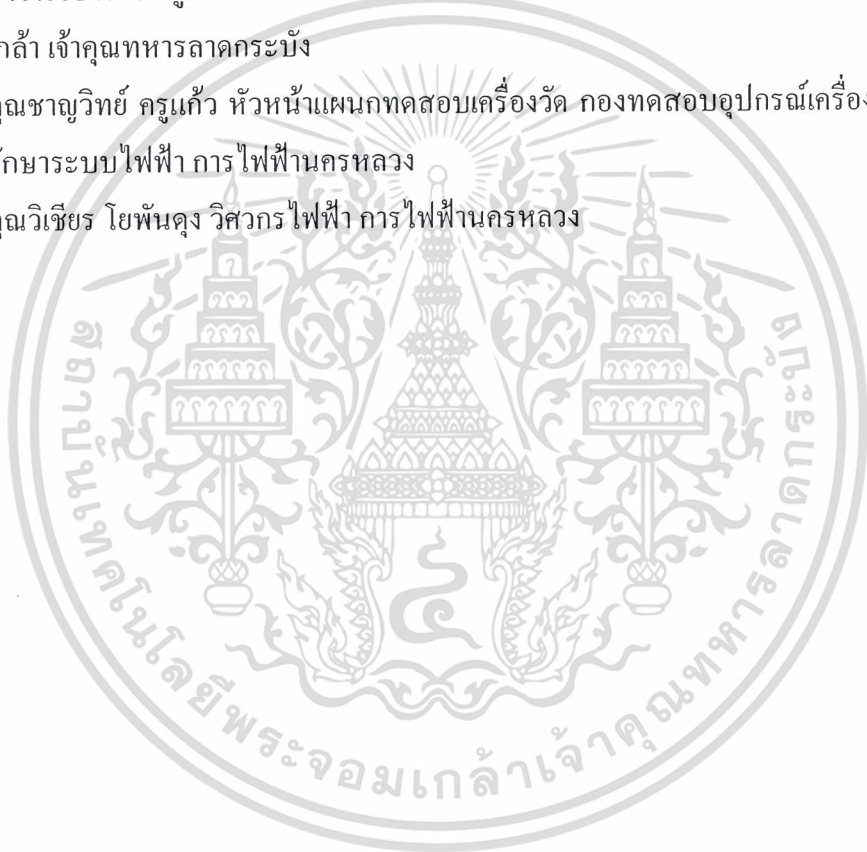 กล้า เจ้าคุณทหารลาดกระบัง
คุณชาญวิทย์ ครูแก้ว หัวหน้าแผนกทดสอบเครื่องวัด กองทดสอบอุปกรณ์เครื่อง
รักษาระบบไฟฟ้า การไฟฟ้านครหลวง
คุณวิเชียร โยพันดุง วิศวกรไฟฟ้า การไฟฟ้านครหลวง
สถาบันเทคโนโลยีพระจอมเกล้าเจ้าคุณทหารลาดกระบัง